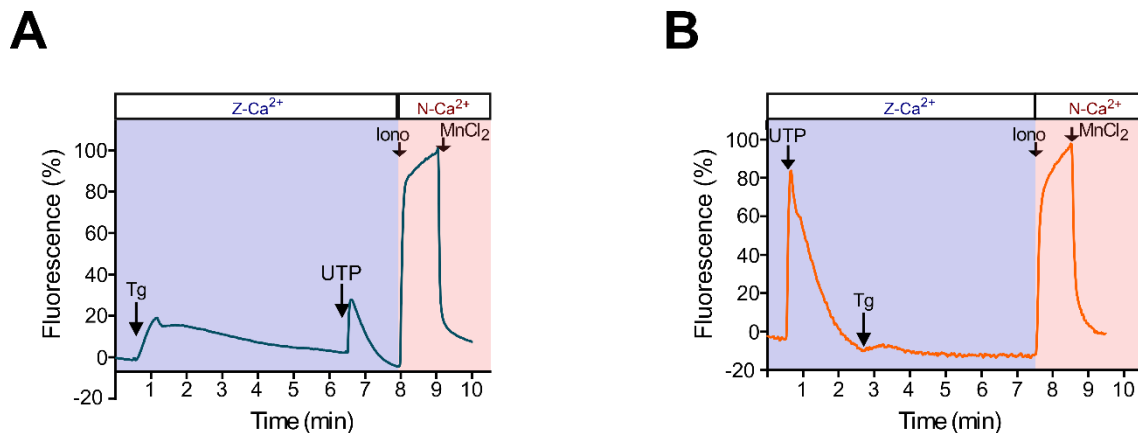 A
Z-Ca²⁺
N-Ca²⁺
Iono
MnCl₂
Tg
UTP
Fluorescence (%)
100
80
60
40
20
0
-20
1 2 3 4 5 6 7 8 9 10
Time (min)
B
Z-Ca²⁺
N-Ca²⁺
Iono
MnCl₂
UTP
Tg
Fluorescence (%)
100
80
60
40
20
0
-20
1 2 3 4 5 6 7 8 9 10
Time (min)